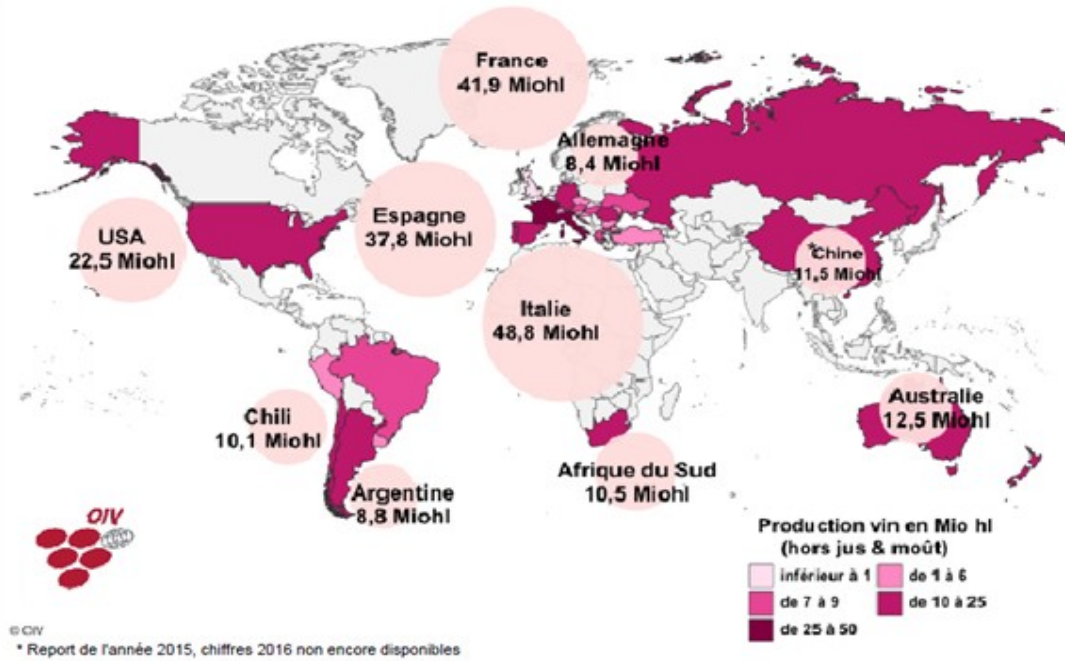 France
41,9 Miohl
Allemagne
8,4 Miohl
Espagne
37,8 Miohl
USA
22,5 Miohl
*Chine
11,5 Miohl
Italie
48,8 Miohl
Australie
12,5 Miohl
Chili
10,1 Miohl
Afrique du Sud
10,5 Miohl
Argentine
8,8 Miohl
OIV
Production vin en Mio hl
(hors jus & moût)
inférieur à 1
de 1 à 6
de 7 à 9
de 10 à 25
de 25 à 50
© OIV
* Report de l'année 2015, chiffres 2016 non encore disponibles